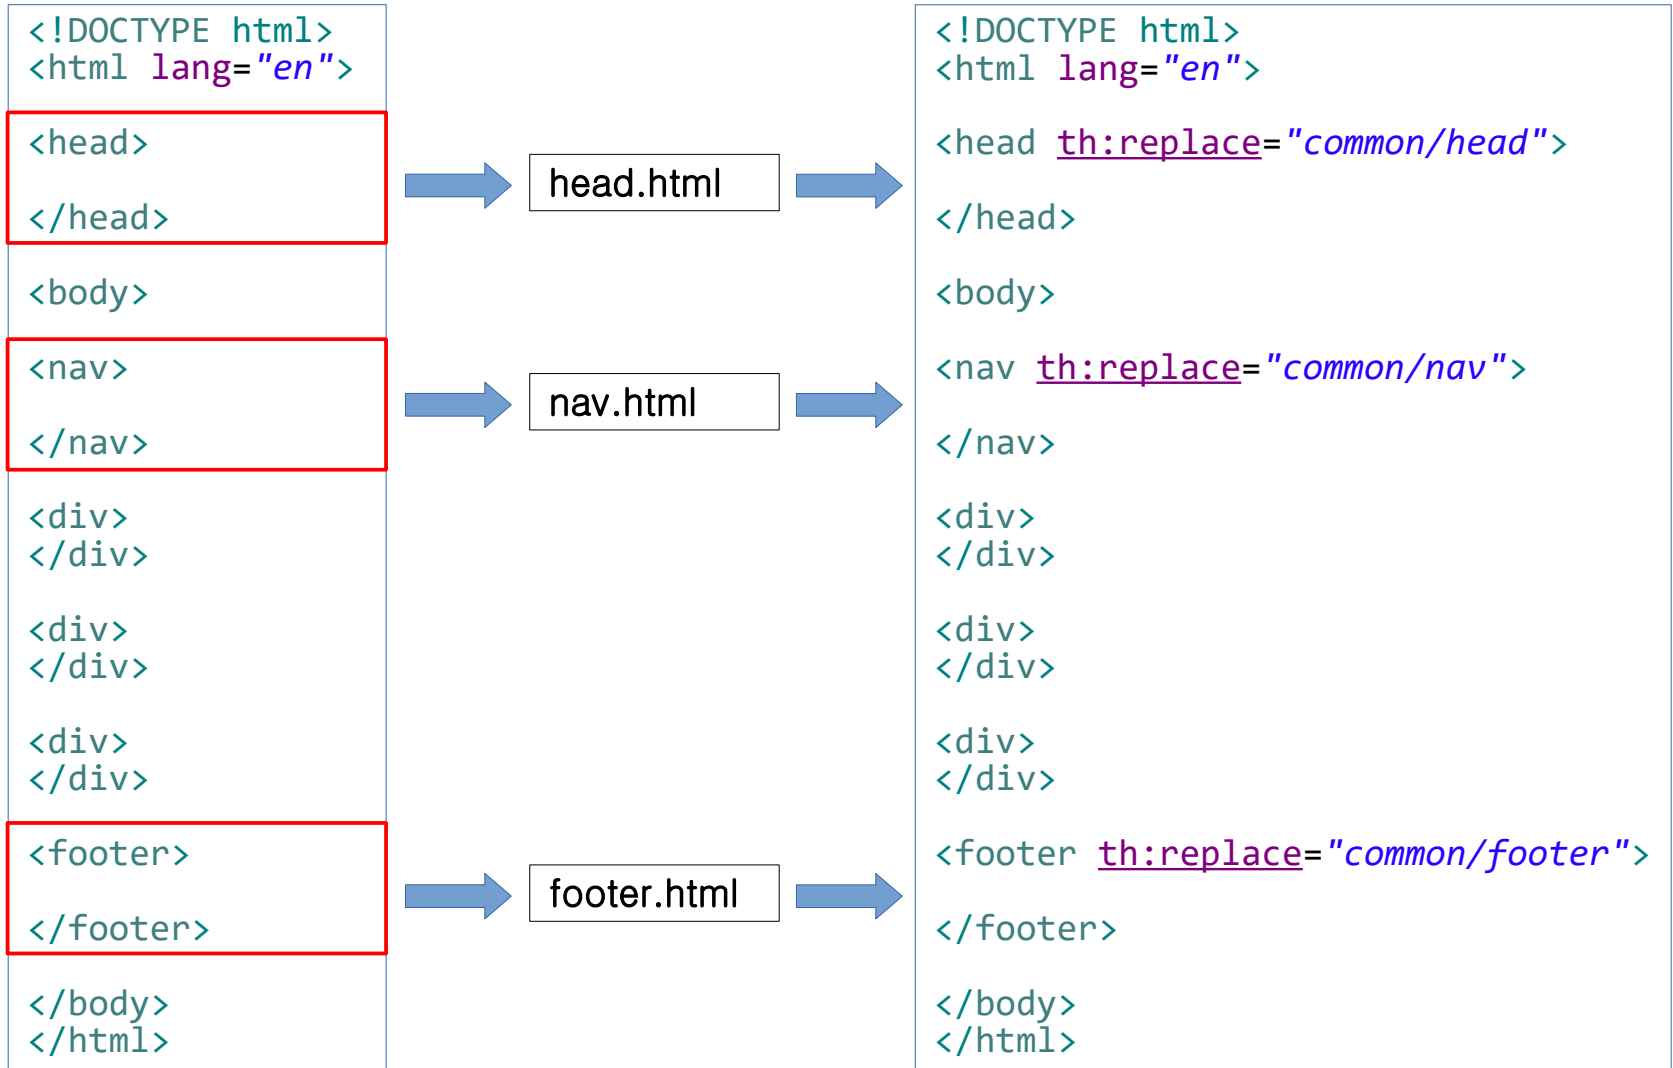 <!DOCTYPE html>
<html lang="en">
<head>
</head>
<body>
<nav>
</nav>
<div>
</div>
<div>
</div>
<div>
</div>
<footer>
</footer>
</body>
</html>
head.html
nav.html
footer.html
<!DOCTYPE html>
<html lang="en">
<head th:replace="common/head">
</head>
<body>
<nav th:replace="common/nav">
</nav>
<div>
</div>
<div>
</div>
<div>
</div>
<footer th:replace="common/footer">
</footer>
</body>
</html>